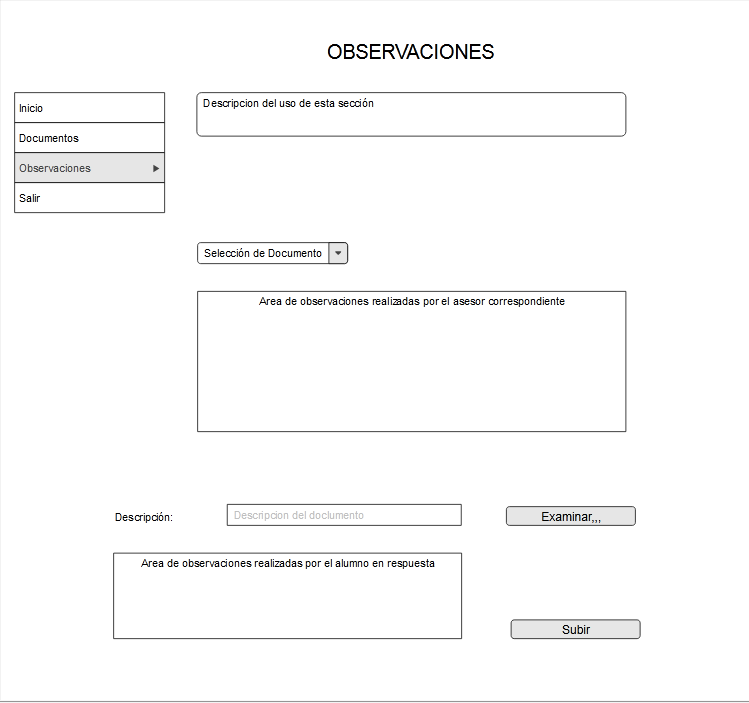 OBSERVACIONES
Inicio
Documentos
Observaciones
Salir
Descripcion del uso de esta sección
Selección de Documento
Area de observaciones realizadas por el asesor correspondiente
Descripción:
Descripcion del doclumento
Examinar,,,
Area de observaciones realizadas por el alumno en respuesta
Subir